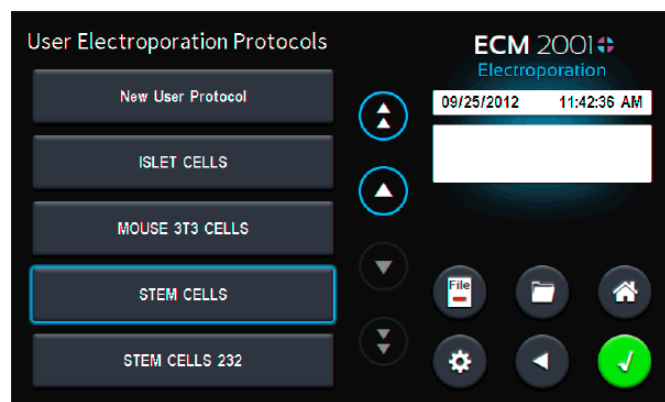 User Electroporation Protocols
New User Protocol
ISLET CELLS
MOUSE 3T3 CELLS
STEM CELLS
STEM CELLS 232
ECM 2001+
Electroporation
09/25/2012 11:42:36 AM
File